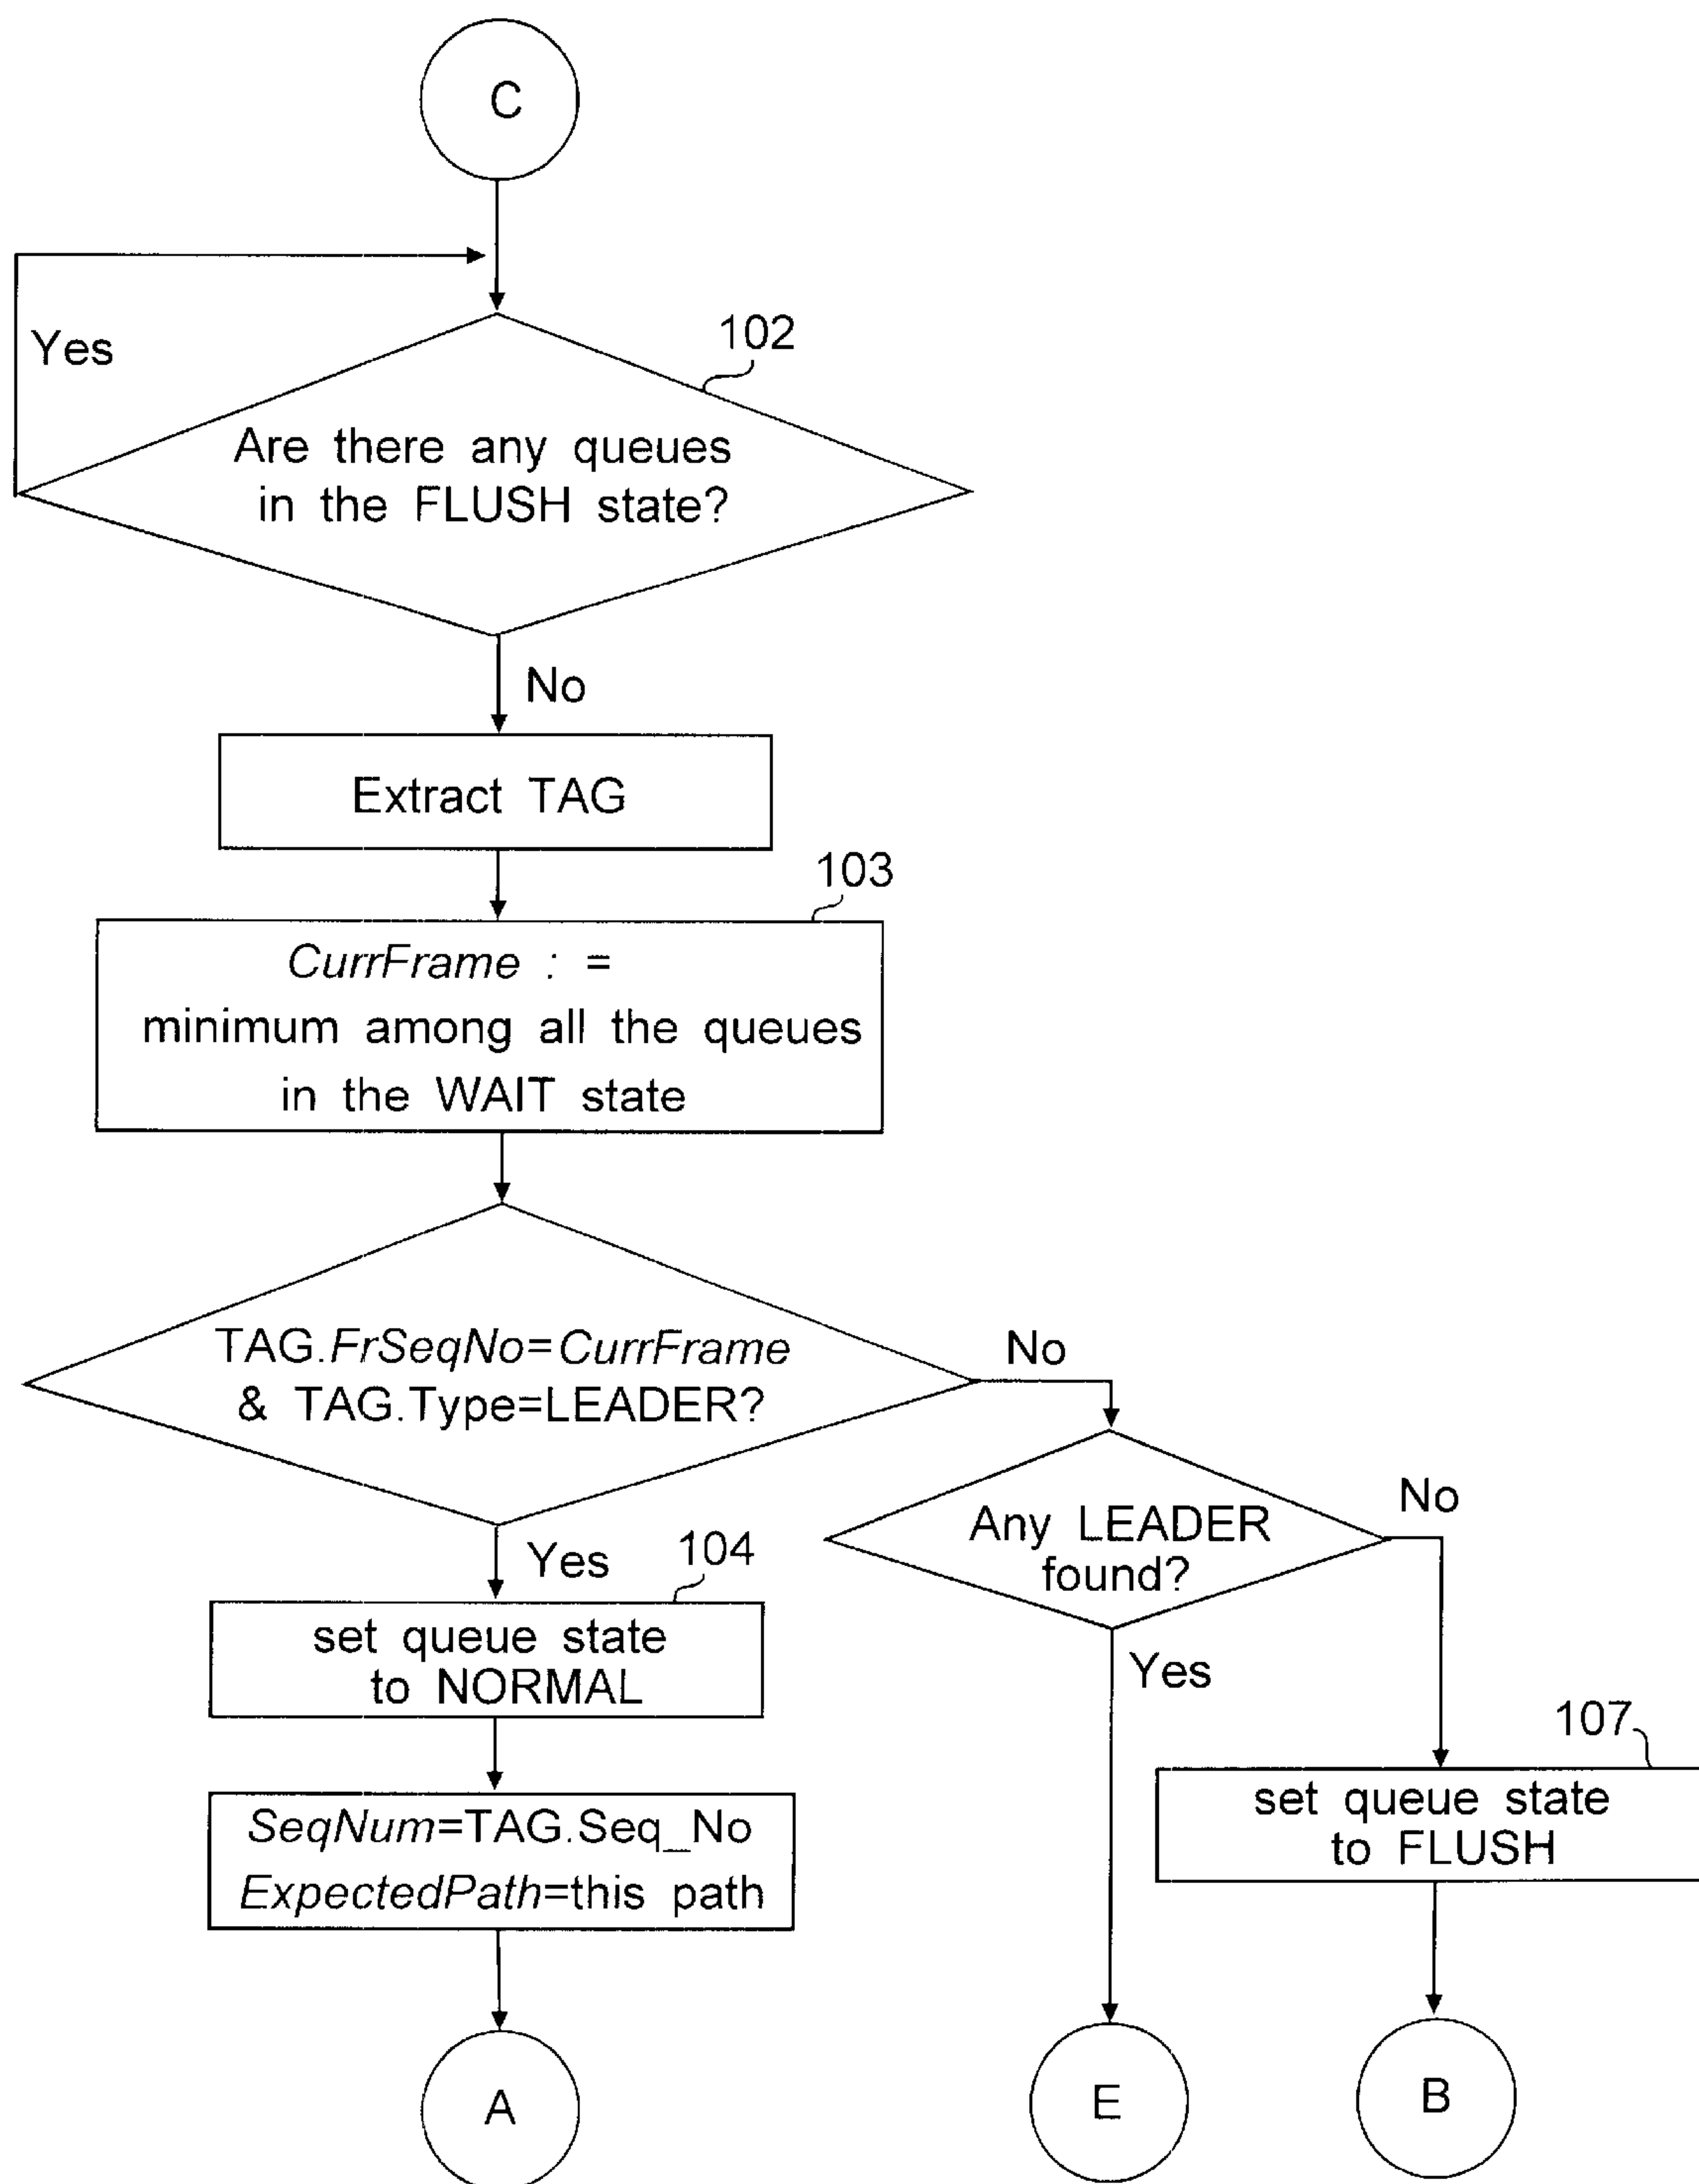 C
Yes
102
Are there any queues
in the FLUSH state?
No
Extract TAG
103
CurrFrame : =
minimum among all the queues
in the WAIT state
TAG.FrSeqNo=CurrFrame
& TAG.Type=LEADER?
No
Yes
104
set queue state
to NORMAL
SeqNum=TAG.Seq_No
ExpectedPath=this path
A
Any LEADER
found?
No
Yes
107
set queue state
to FLUSH
E
B